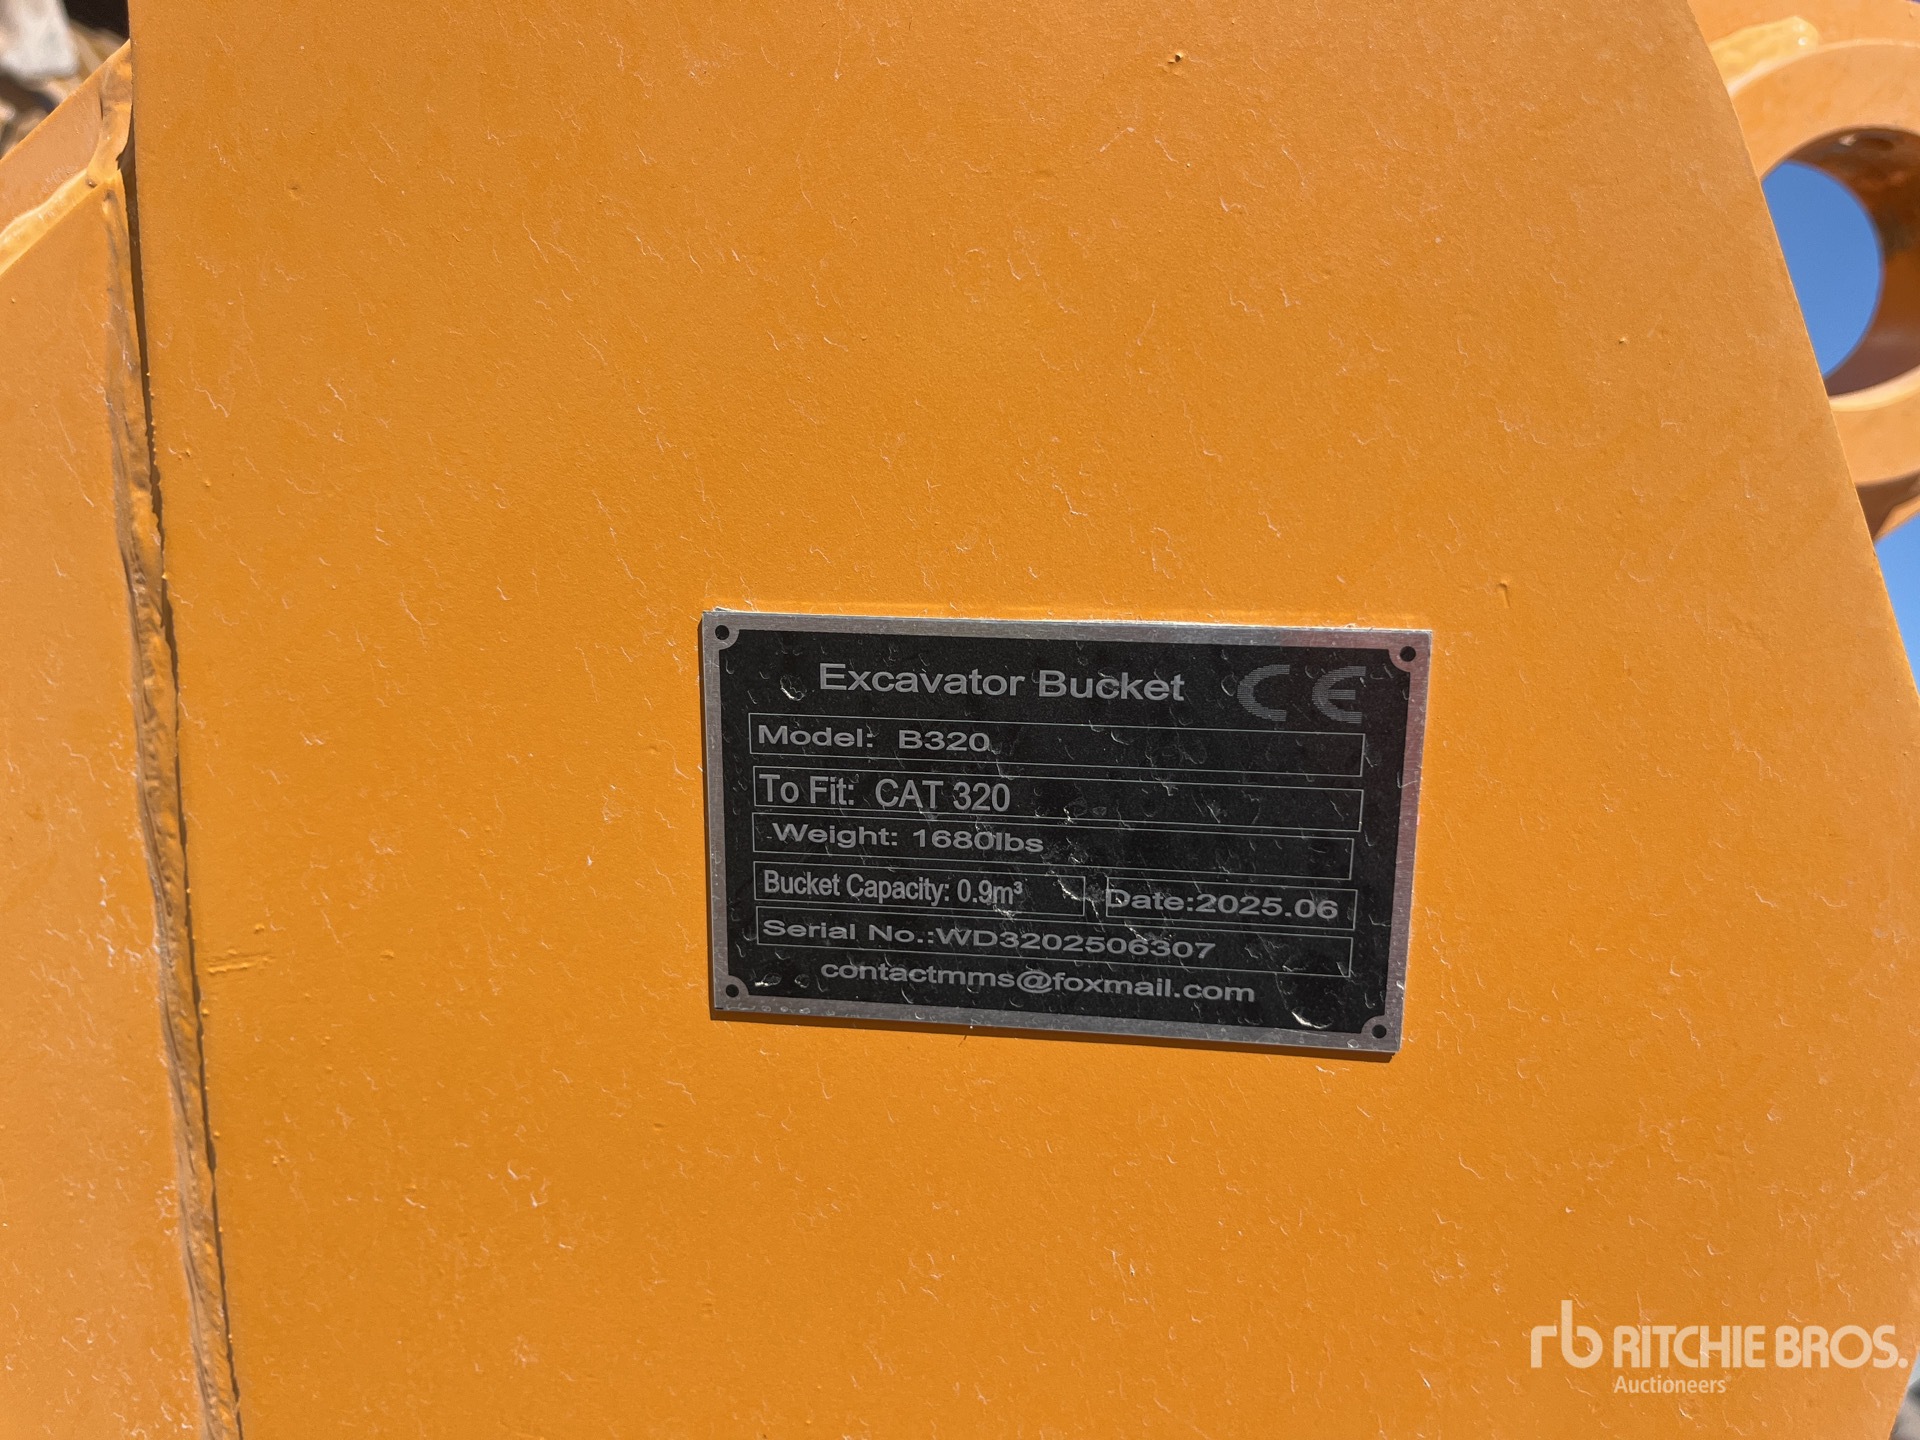 Excavator Bucket CE
Model: B320
To Fit: CAT 320
Weight: 1680lbs
Bucket Capacity: 0.9m³ Date:2025.06
Serial No.:WD3202506307
contactmms@foxmail.com
rb RITCHIE BROS.
Auctioneers